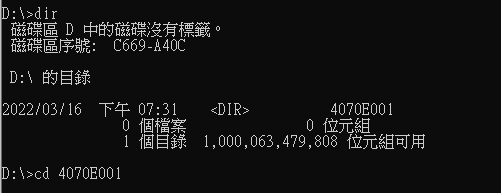 D:\>dir
磁碟區 D 中的磁碟沒有標籤。
磁碟區序號:  C669-A40C
D:\ 的目錄
2022/03/16  下午 07:31    <DIR>          4070E001
0 個檔案               0 位元組
1 個目錄  1,000,063,479,808 位元組可用
D:\>cd 4070E001